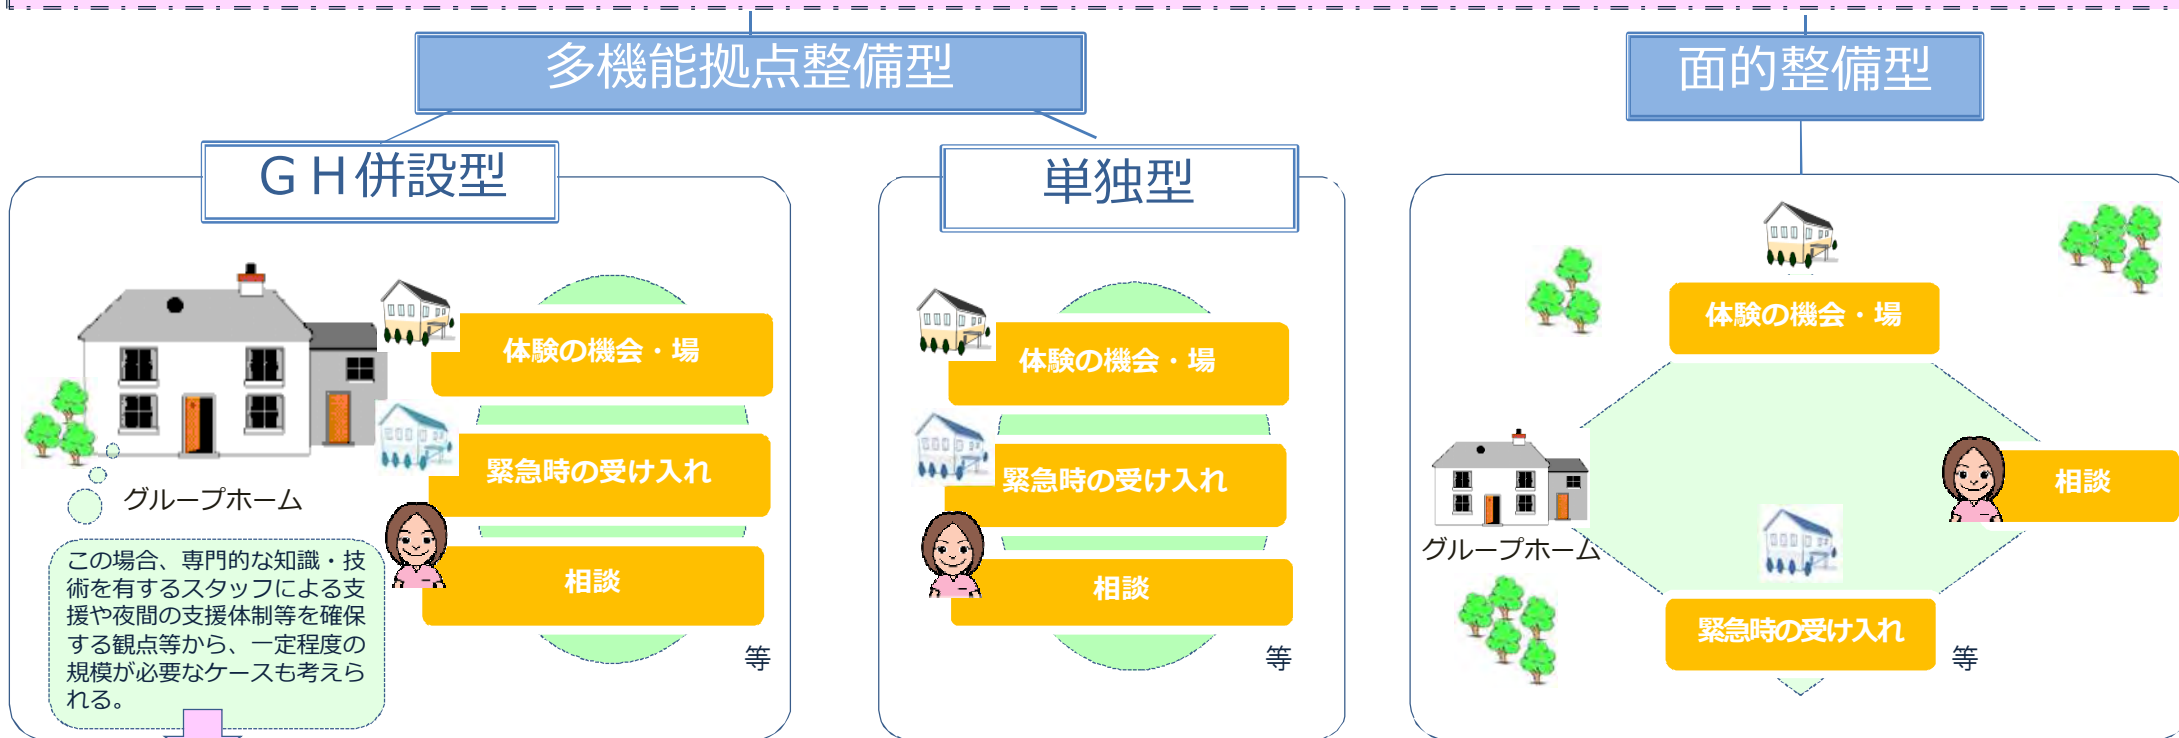 多機能拠点整備型
面的整備型
ＧＨ併設型
単独型
体験の機会・場
緊急時の受け入れ
相談
等
グループホーム
この場合、専門的な知識・技
術を有するスタッフによる支
援や夜間の支援体制等を確保
する観点等から、一定程度の
規模が必要なケースも考えら
れる。
体験の機会・場
緊急時の受け入れ
相談
等
体験の機会・場
グループホーム
相談
緊急時の受け入れ
等